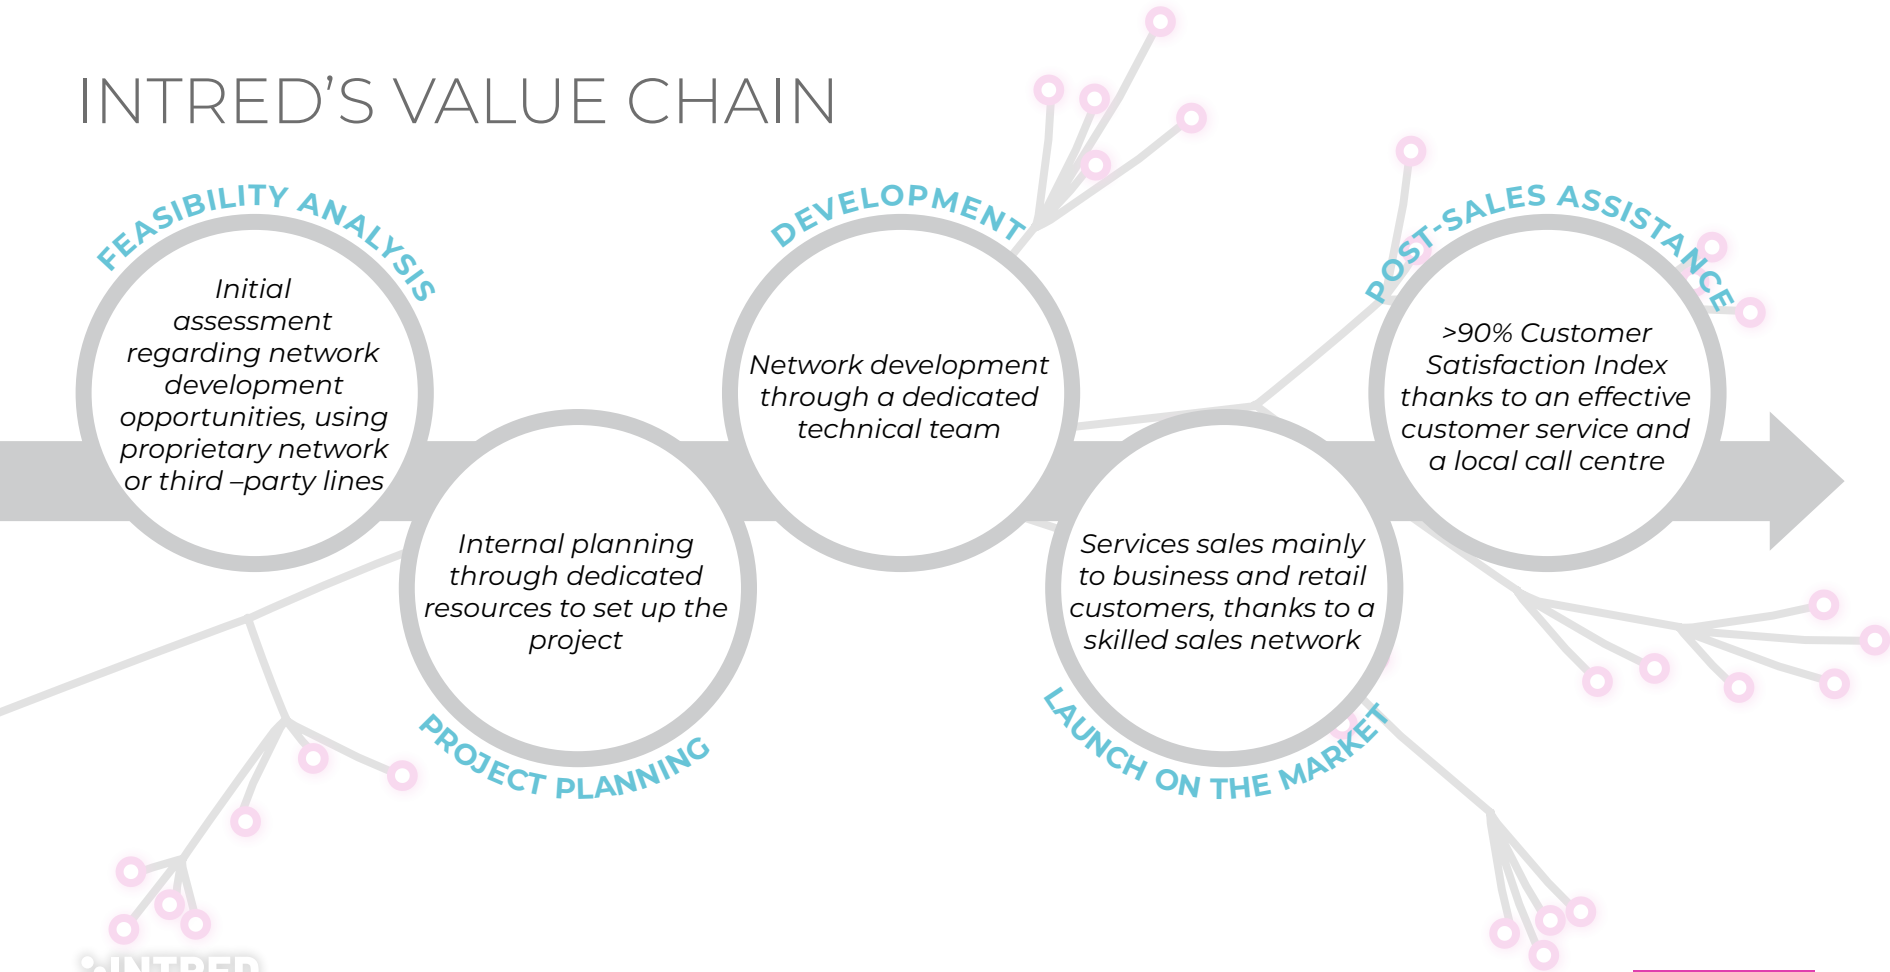 INTRED'S VALUE CHAIN
FEASIBILITY ANALYSIS
Initial
assessment
regarding network
development
opportunities, using
proprietary network
or third –party lines
Internal planning
through dedicated
resources to set up the
project
PROJECT PLANNING
DEVELOPMENT
Network development
through a dedicated
technical team
Services sales mainly
to business and retail
customers, thanks to a
skilled sales network
LAUNCH ON THE MARKET
POST-SALES ASSISTANCE
>90% Customer
Satisfaction Index
thanks to an effective
customer service and
a local call centre
INTRED